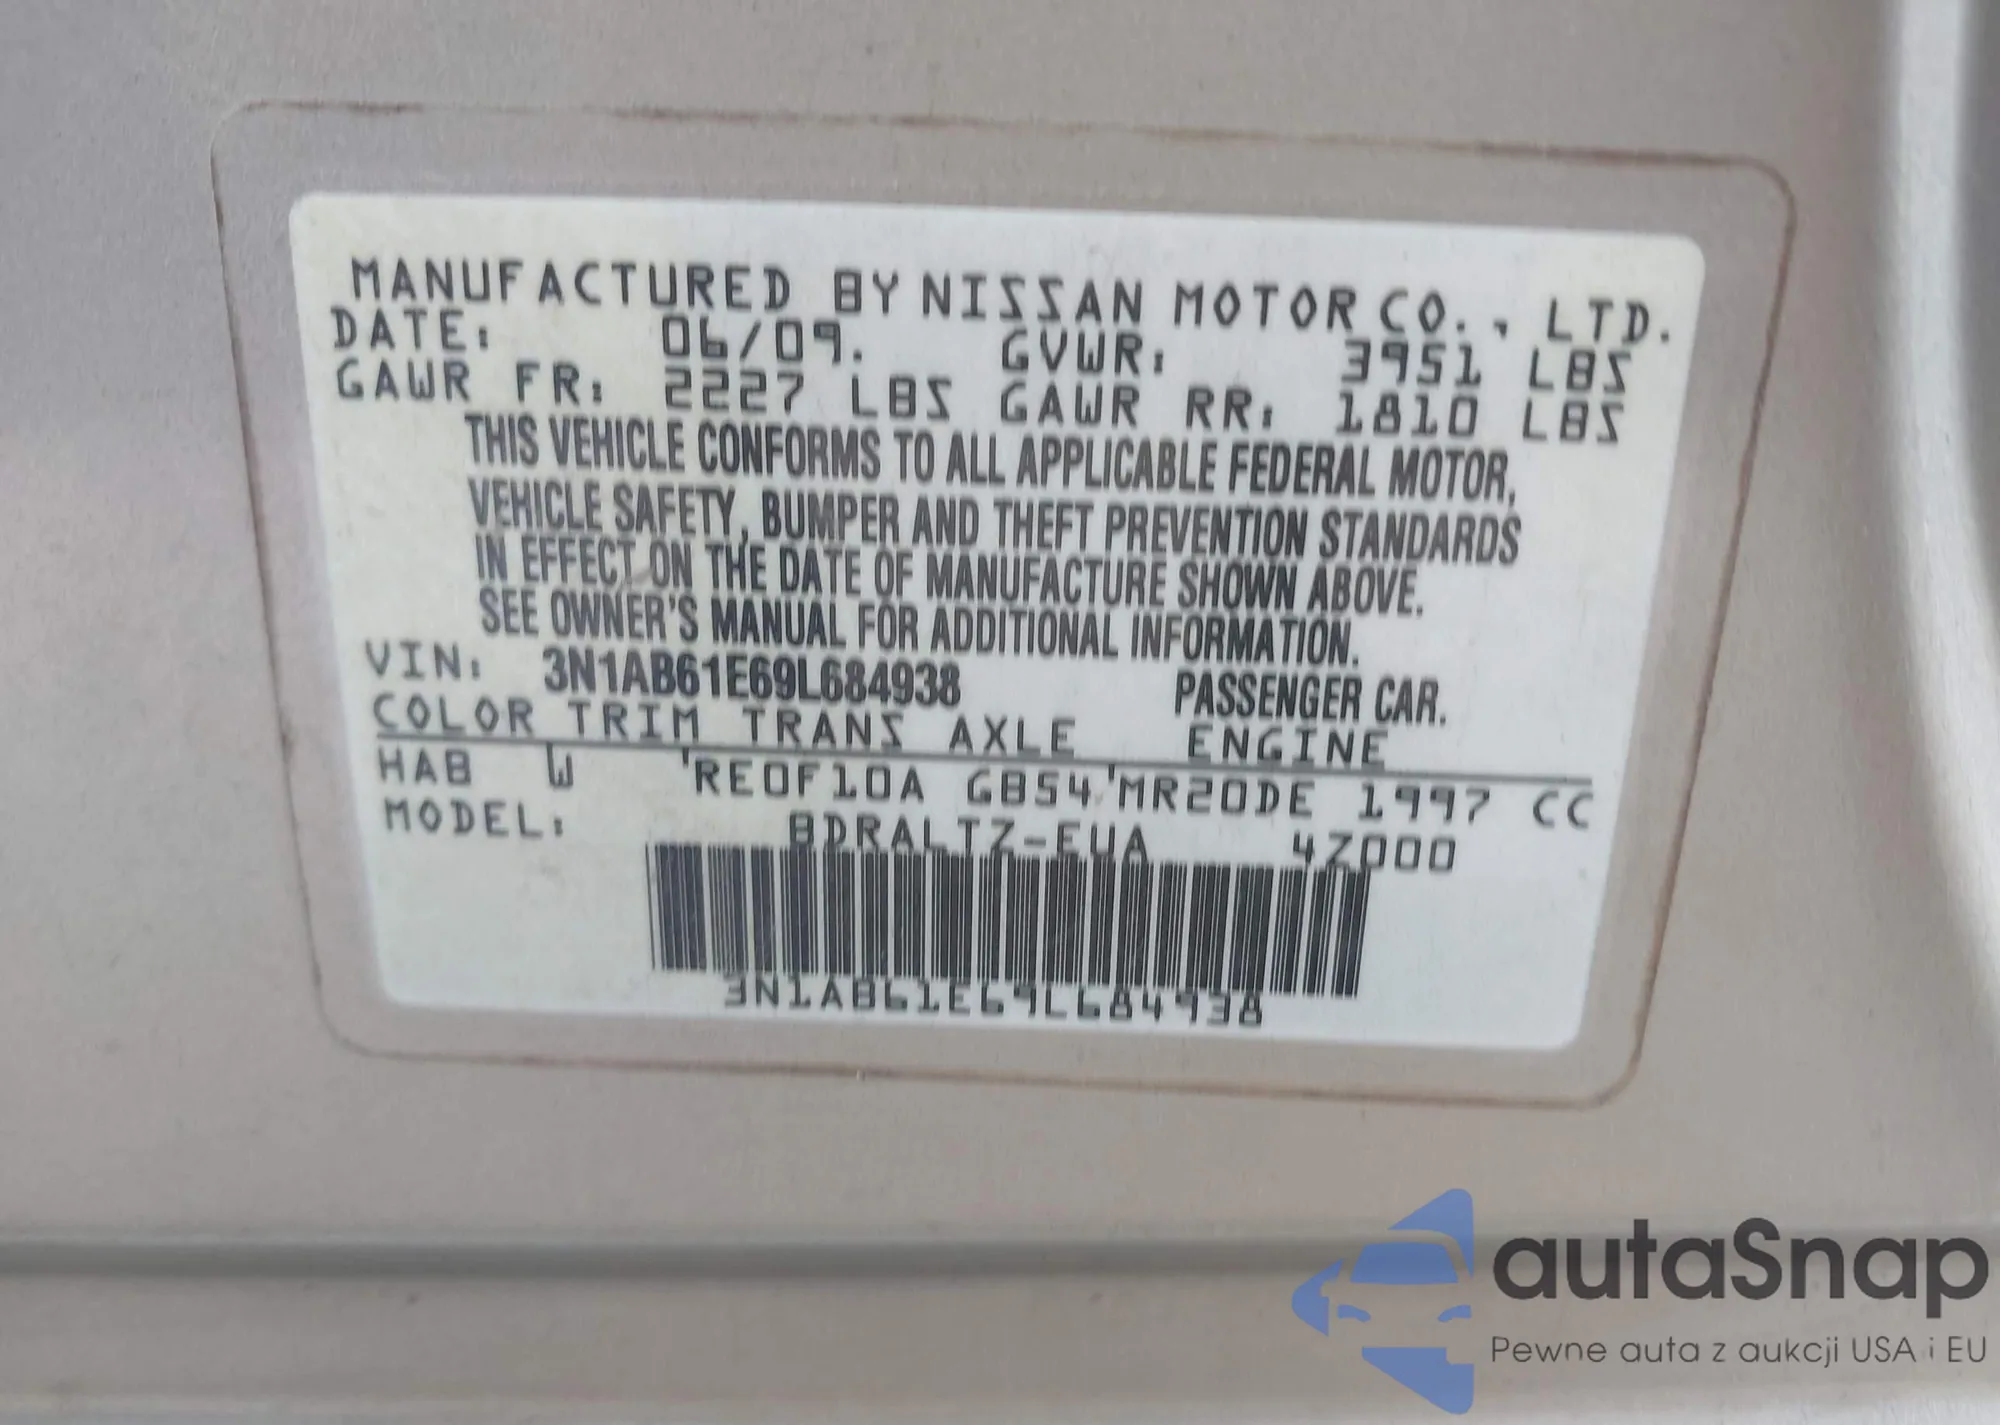 MANUFACTURED BY NISSAN MOTOR CO., LTD.
DATE: 06/09. GVWR: 3951 LBS
GAWR FR: 2227 LBS GAWR RR: 1810 LBS
THIS VEHICLE CONFORMS TO ALL APPLICABLE FEDERAL MOTOR,
VEHICLE SAFETY, BUMPER AND THEFT PREVENTION STANDARDS
IN EFFECT ON THE DATE OF MANUFACTURE SHOWN ABOVE.
SEE OWNER'S MANUAL FOR ADDITIONAL INFORMATION.
VIN: 3N1AB61E69L684938 PASSENGER CAR.
COLOR TRIM TRANS AXLE ENGINE
HAB W 'RE0F10A GB54'MR20DE 1997 CC
MODEL: BDRALTZ-EUA 4Z000
3N1AB61E69L684938
autaSnap
Pewne auta z aukcji USA i EU